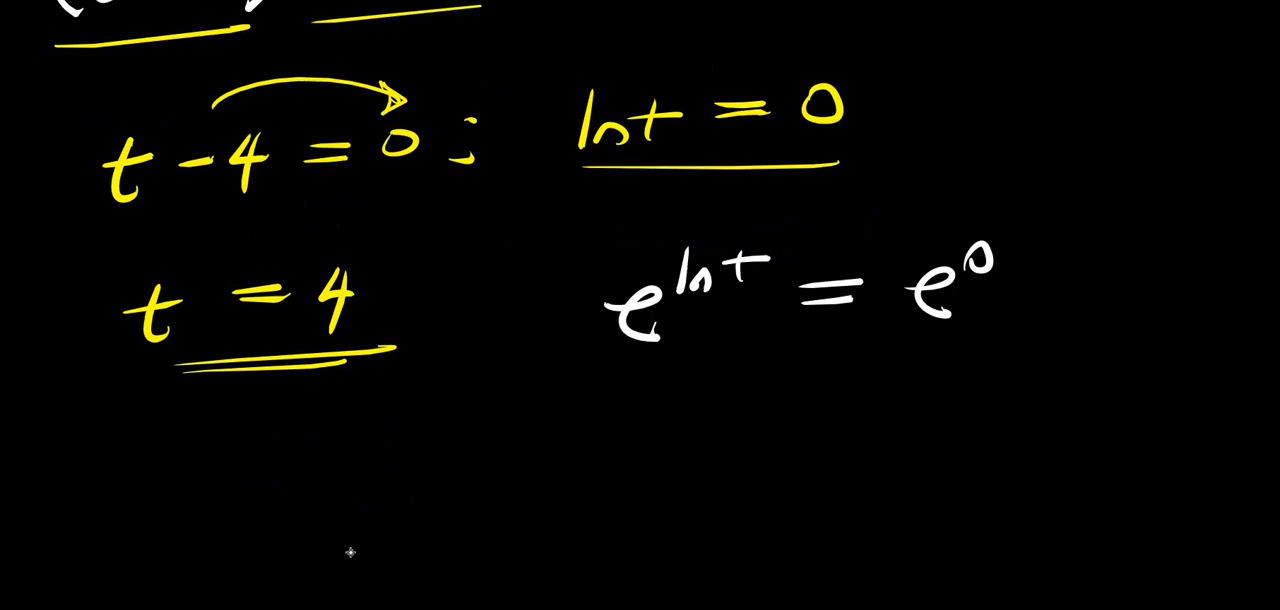 t - 4 = 0 ; ln t = 0
t = 4
e^{ln t} = e^0